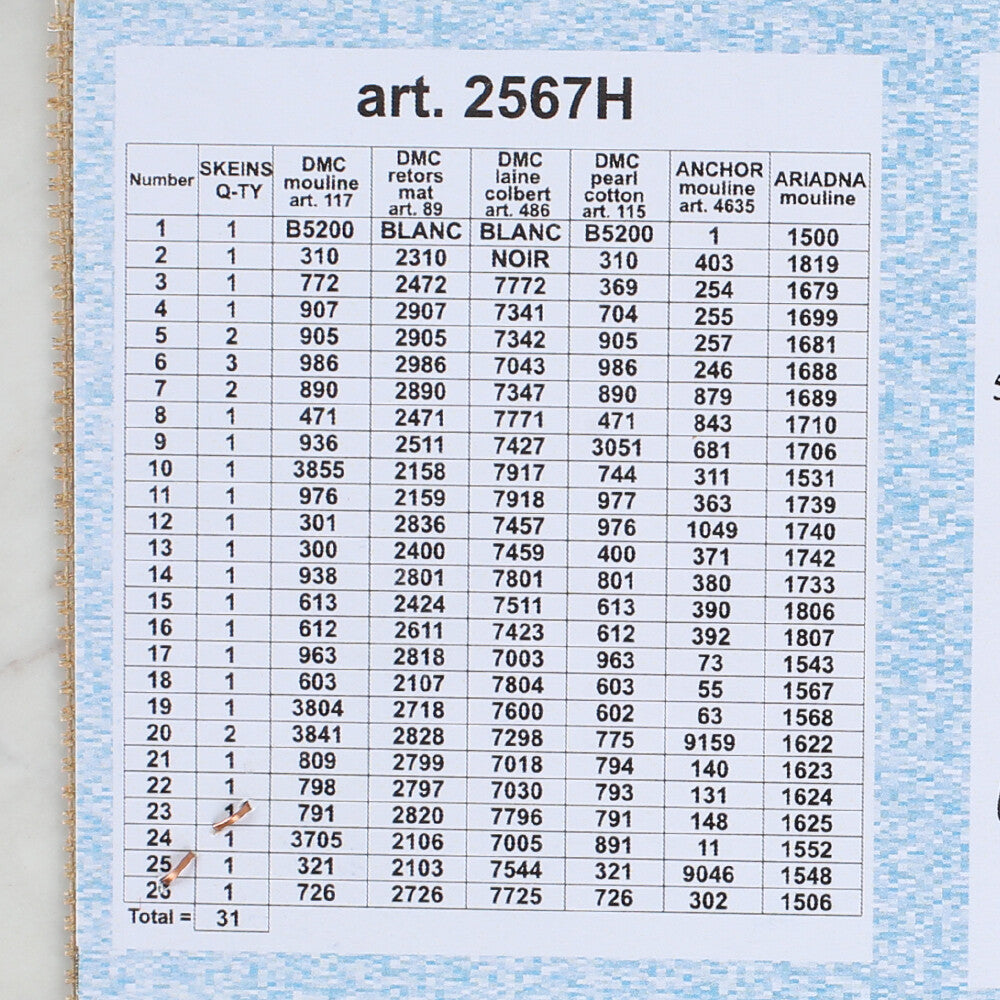 art. 2567H
Number SKEINS Q-TY DMC mouline art. 117 DMC retors mat art. 89 DMC laine colbert art. 486 DMC pearl cotton art. 115 ANCHOR mouline art. 4635 ARIADNA mouline
1 1 B5200 BLANC BLANC B5200 1 1500
2 1 310 2310 NOIR 310 403 1819
3 1 772 2472 7772 369 254 1679
4 1 907 2907 7341 704 255 1699
5 2 905 2905 7342 905 257 1681
6 3 986 2986 7043 986 246 1688
7 2 890 2890 7347 890 879 1689
8 1 471 2471 7771 471 843 1710
9 1 936 2511 7427 3051 681 1706
10 1 3855 2158 7917 744 311 1531
11 1 976 2159 7918 977 363 1739
12 1 301 2836 7457 976 1049 1740
13 1 300 2400 7459 400 371 1742
14 1 938 2801 7801 801 380 1733
15 1 613 2424 7511 613 390 1806
16 1 612 2611 7423 612 392 1807
17 1 963 2818 7003 963 73 1543
18 1 603 2107 7804 603 55 1567
19 1 3804 2718 7600 602 63 1568
20 2 3841 2828 7298 775 9159 1622
21 1 809 2799 7018 794 140 1623
22 1 798 2797 7030 793 131 1624
23 1 791 2820 7796 791 148 1625
24 1 3705 2106 7005 891 11 1552
25 1 321 2103 7544 321 9046 1548
26 1 726 2726 7725 726 302 1506
Total = 31